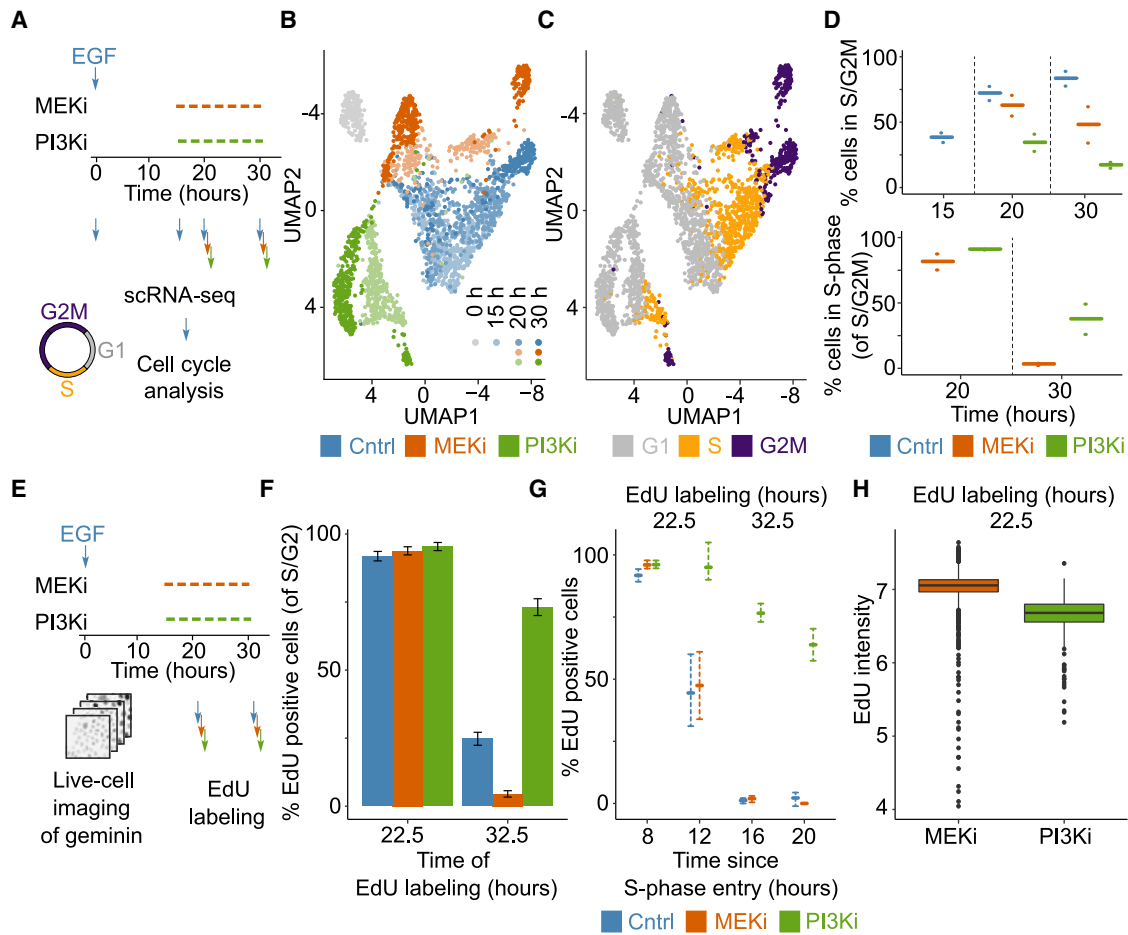 A
EGF
MEKi
PI3Ki
0 10 20 30
Time (hours)
scRNA-seq
G2M
G1
S
Cell cycle
analysis
B
UMAP2
-4
0
4
0 h
15 h
20 h
30 h
4 0 -4 -8
UMAP1
Cntrl MEKi PI3Ki
C
UMAP2
-4
0
4
4 0 -4 -8
UMAP1
G1 S G2M
D
% cells in S/G2M
100
50
0
15 20 30
% cells in S-phase
(of S/G2M)
100
50
0
20 30
Time (hours)
Cntrl MEKi PI3Ki
E
EGF
MEKi
PI3Ki
0 10 20 30
Time (hours)
Live-cell
imaging
of geminin
EdU
labeling
F
% EdU positive cells (of S/G2)
100
50
0
22.5 32.5
Time of
EdU labeling (hours)
G
EdU labeling (hours)
22.5 32.5
% EdU positive cells
100
50
0
8 12 16 20
Time since
S-phase entry (hours)
Cntrl MEKi PI3Ki
H
EdU labeling (hours)
22.5
EdU intensity
7
6
5
4
MEKi PI3Ki